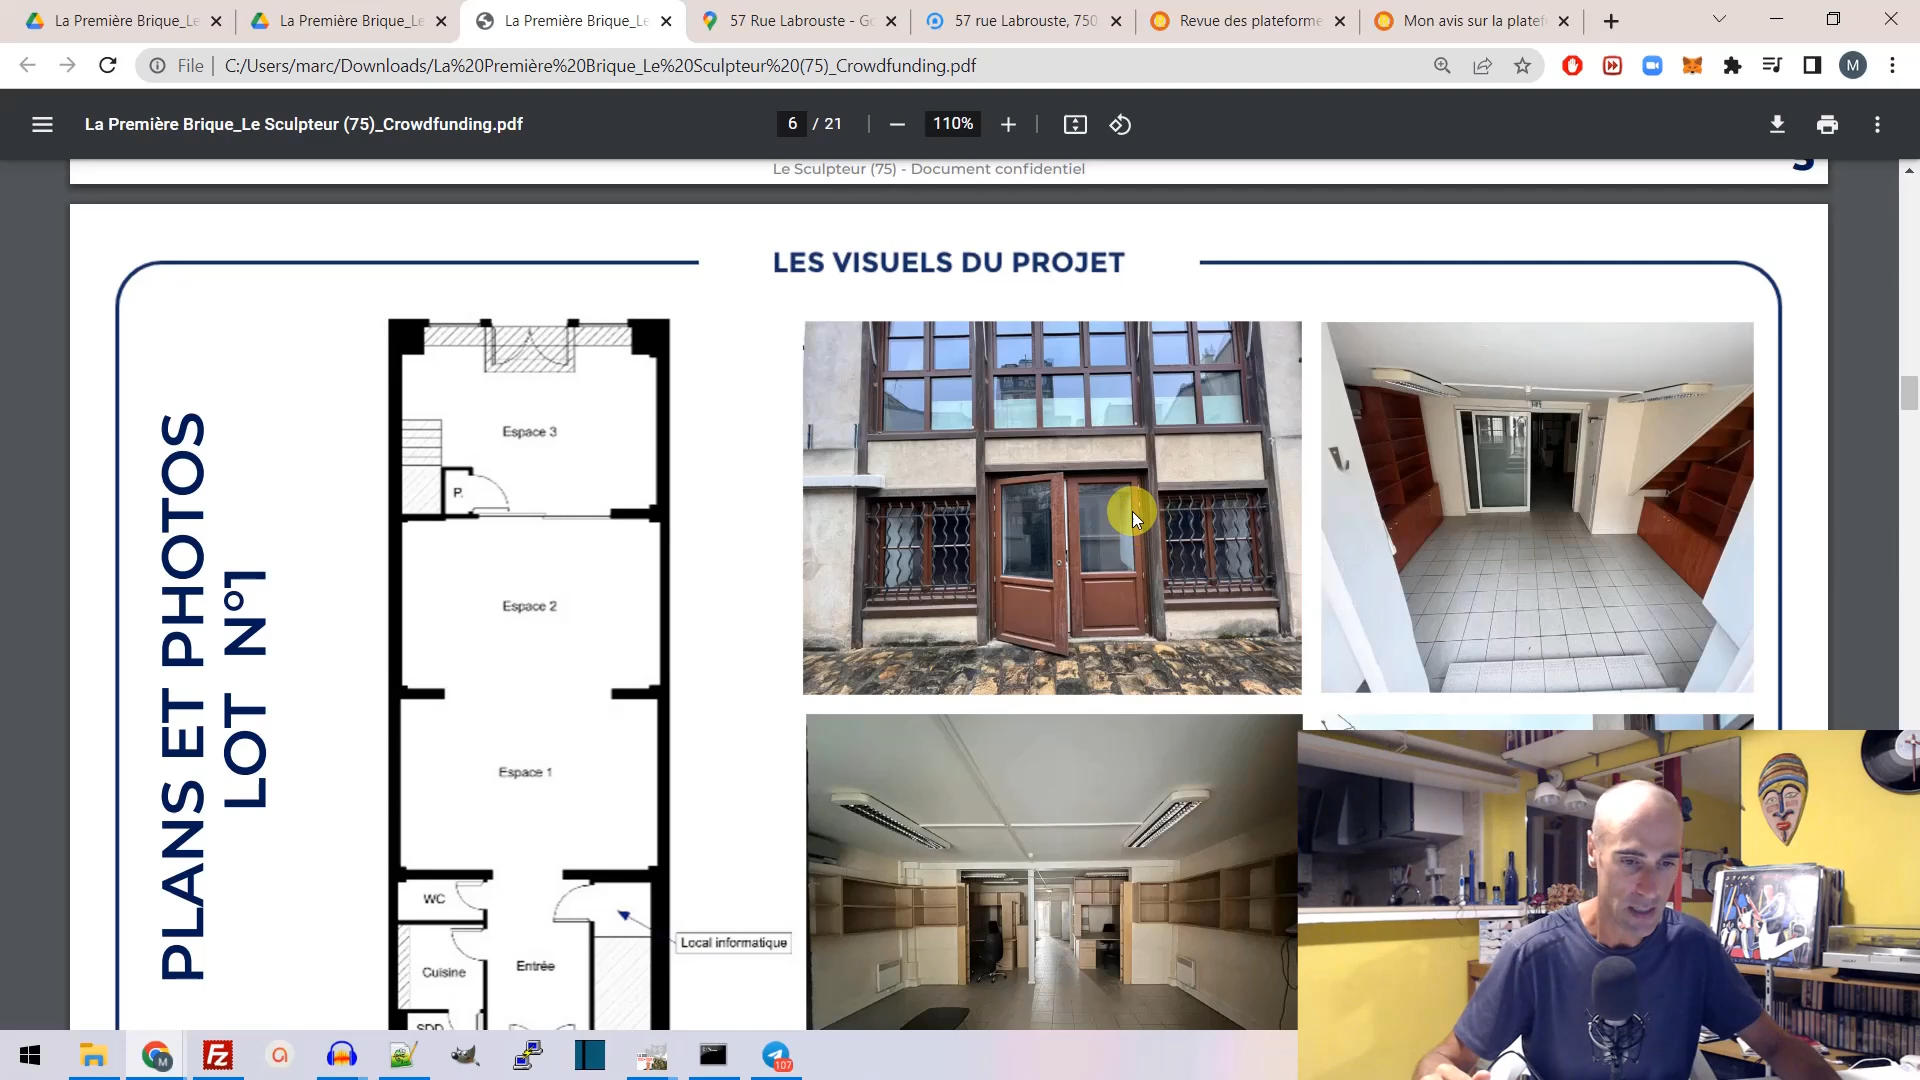 La Première Brique_Le
La Première Brique_Le
La Première Brique_Le
57 Rue Labrouste - Go
57 rue Labrouste, 750
Revue des plateforme
Mon avis sur la platef
File
C:/Users/marc/Downloads/La%20Première%20Brique_Le%20Sculpteur%20(75)_Crowdfunding.pdf
M
La Première Brique_Le Sculpteur (75)_Crowdfunding.pdf
6 / 21
110%
Le Sculpteur (75) - Document confidentiel
LES VISUELS DU PROJET
PLANS ET PHOTOS
LOT N°1
Espace 3
P.
Espace 2
Espace 1
WC
Local informatique
Cuisine
Entrée
SDD
107